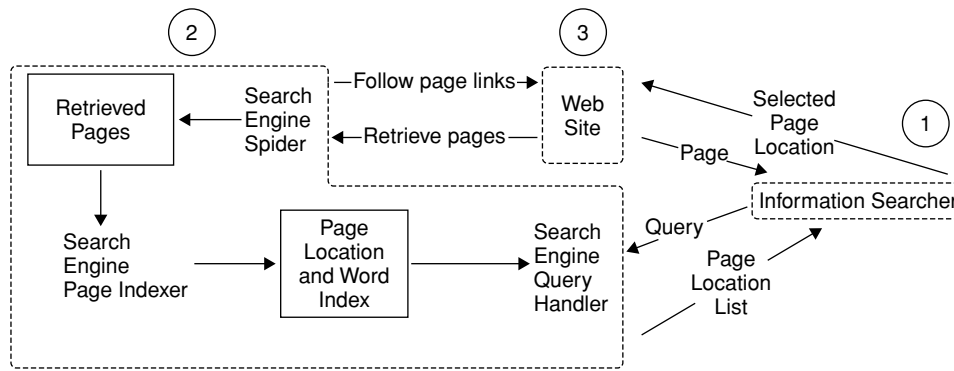 2
3
Follow page links
Retrieved
Pages
Search
Engine
Spider
Retrieve pages
Web
Site
Selected
Page
Location
1
Page
Information Searcher
Query
Search
Engine
Page Indexer
Page
Location
and Word
Index
Search
Engine
Query
Handler
Page
Location
List